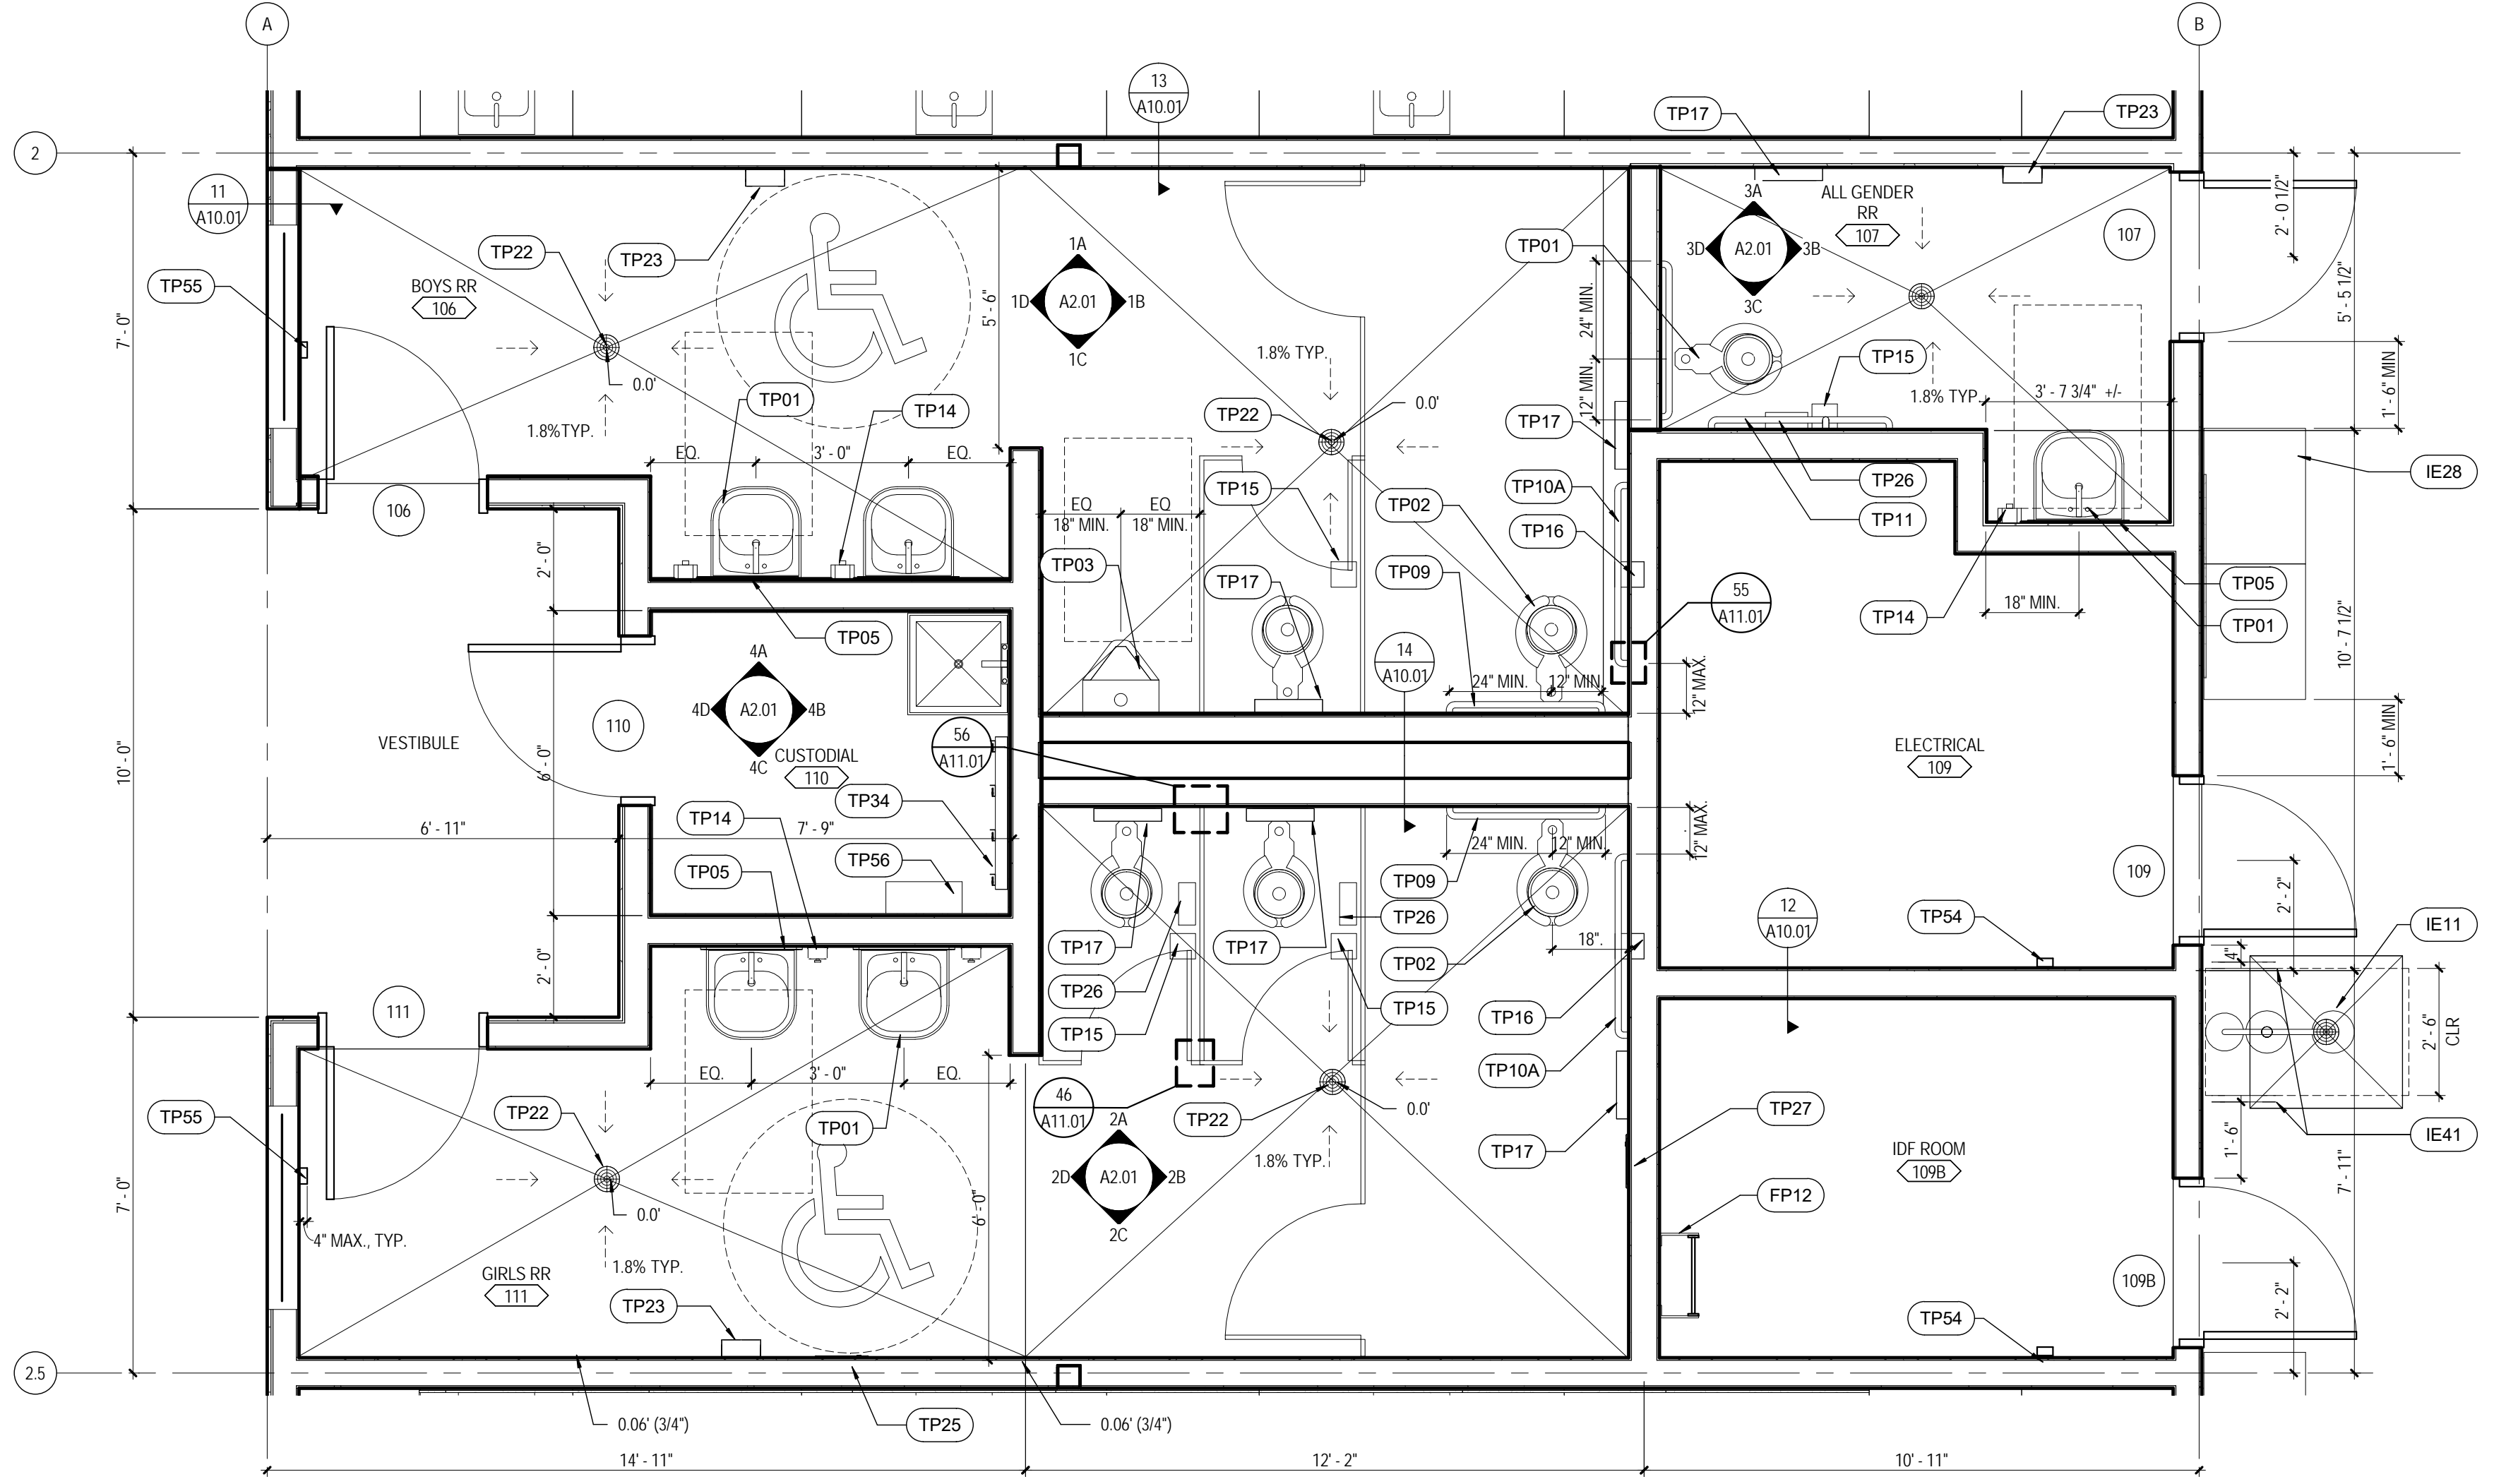 A
B
13
A10.01
TP17
TP23
2
11
A10.01
TP22
TP23
TP55
BOYS RR
106
7' - 0"
0.0'
1.8%TYP.
TP01
TP14
EQ.
3' - 0"
EQ.
5' - 6"
1A
1D
A2.01
1B
1C
1.8% TYP.
TP22
0.0'
TP01
24" MIN.
12" MIN.
3A
ALL GENDER
RR
107
3D
A2.01
3B
3C
107
TP15
1.8% TYP.
3' - 7 3/4" +/-
2' - 0 1/2"
5' - 5 1/2"
1' - 6" MIN
IE28
TP17
TP10A
TP16
TP26
TP11
106
EQ
EQ
18" MIN.
18" MIN.
TP15
TP02
TP03
TP17
TP09
2' - 0"
TP05
55
A11.01
TP14
18" MIN.
TP05
TP01
10' - 7 1/2"
14
A10.01
24" MIN.
12" MIN.
12" MAX.
110
4A
4D
A2.01
4B
4C
CUSTODIAL
110
VESTIBULE
56
A11.01
6' - 0"
10' - 0"
ELECTRICAL
109
1' - 6" MIN
6' - 11"
7' - 9"
TP34
TP14
TP05
TP56
24" MIN.
12" MIN.
12" MAX.
TP09
TP26
TP17
TP17
TP02
18".
TP26
TP15
TP15
TP16
TP10A
12
A10.01
TP54
109
2' - 2"
IE11
4"
2' - 6"
CLR
2' - 0"
111
EQ.
3' - 0"
EQ.
TP22
TP01
TP55
46
A11.01
TP22
0.0'
TP17
TP27
1' - 6"
IE41
7' - 0"
2A
2D
A2.01
2B
2C
1.8% TYP.
IDF ROOM
109B
FP12
7' - 11"
0.0'
4" MAX., TYP.
1.8% TYP.
GIRLS RR
111
TP23
6' - 0"
109B
TP54
2' - 2"
2.5
0.06' (3/4")
TP25
0.06' (3/4")
14' - 11"
12' - 2"
10' - 11"